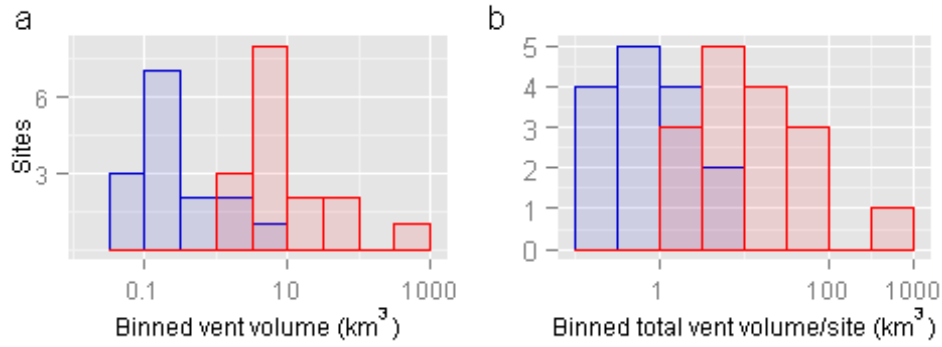 a
b
Sites
6
3
0.1
10
1000
Binned vent volume (km³)
5
4
3
2
1
0
1
100
1000
Binned total vent volume/site (km³)